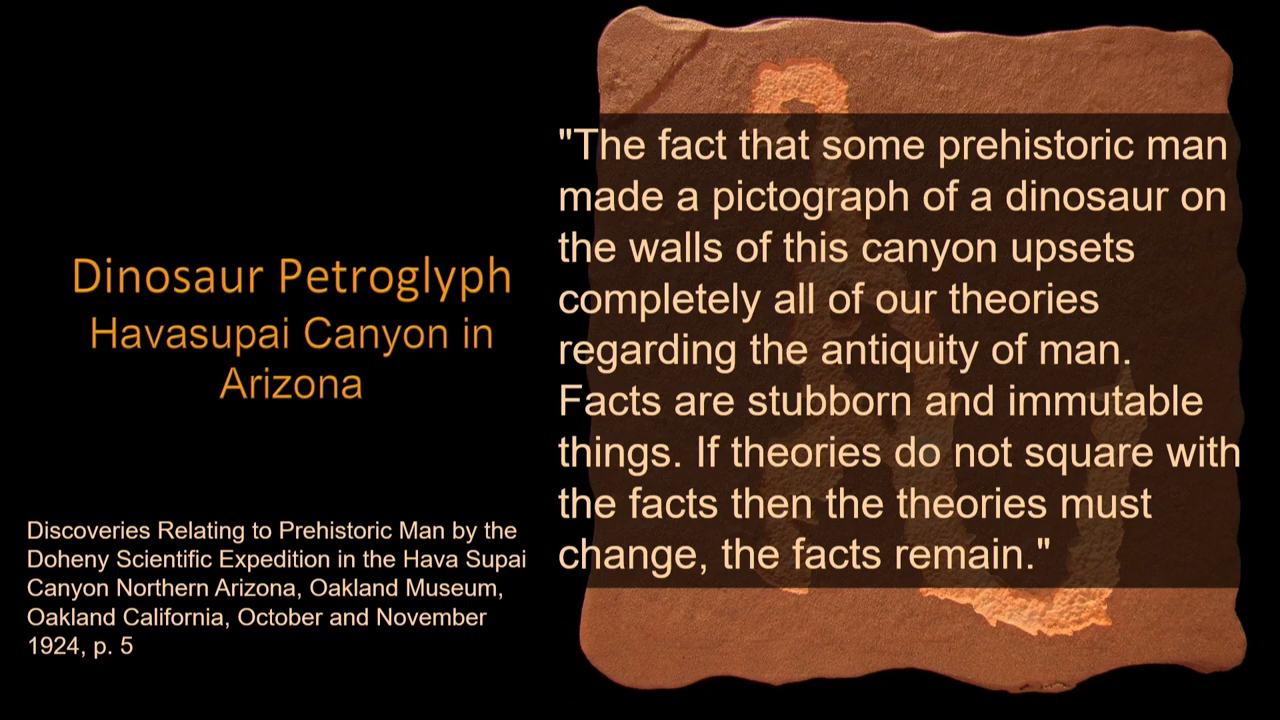 Dinosaur Petroglyph
Havasupai Canyon in
Arizona
Discoveries Relating to Prehistoric Man by the
Doheny Scientific Expedition in the Hava Supai
Canyon Northern Arizona, Oakland Museum,
Oakland California, October and November
1924, p. 5
"The fact that some prehistoric man
made a pictograph of a dinosaur on
the walls of this canyon upsets
completely all of our theories
regarding the antiquity of man.
Facts are stubborn and immutable
things. If theories do not square with
the facts then the theories must
change, the facts remain."